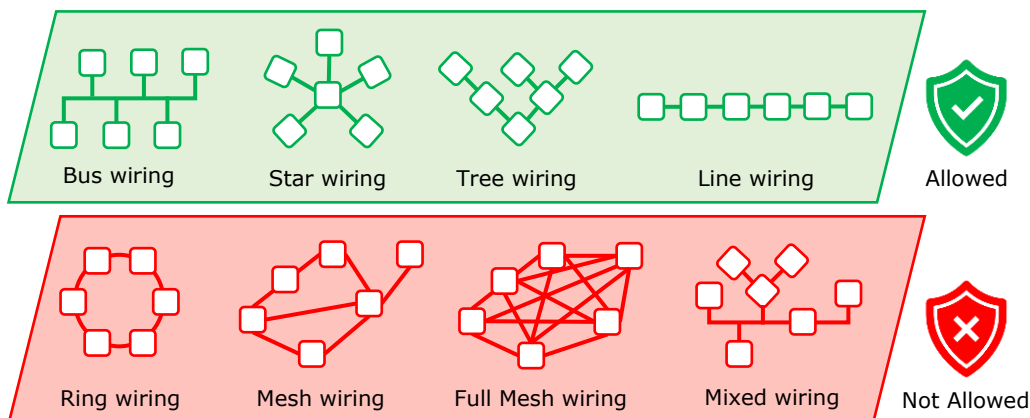 Bus wiring
Star wiring
Tree wiring
Line wiring
Allowed
Ring wiring
Mesh wiring
Full Mesh wiring
Mixed wiring
Not Allowed